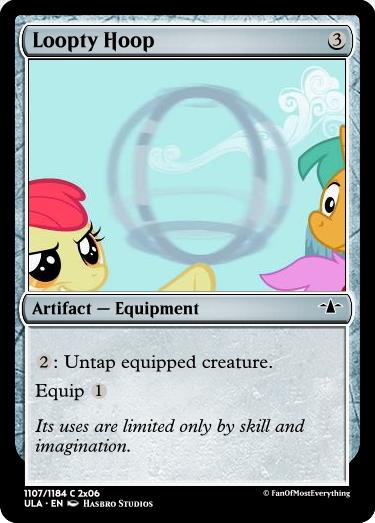 Loopty Hoop 3
Artifact — Equipment
2 : Untap equipped creature.
Equip 1
Its uses are limited only by skill and
imagination.
1107/1184 C 2x06
ULA · EN Hasbro Studios © FanOfMostEverything